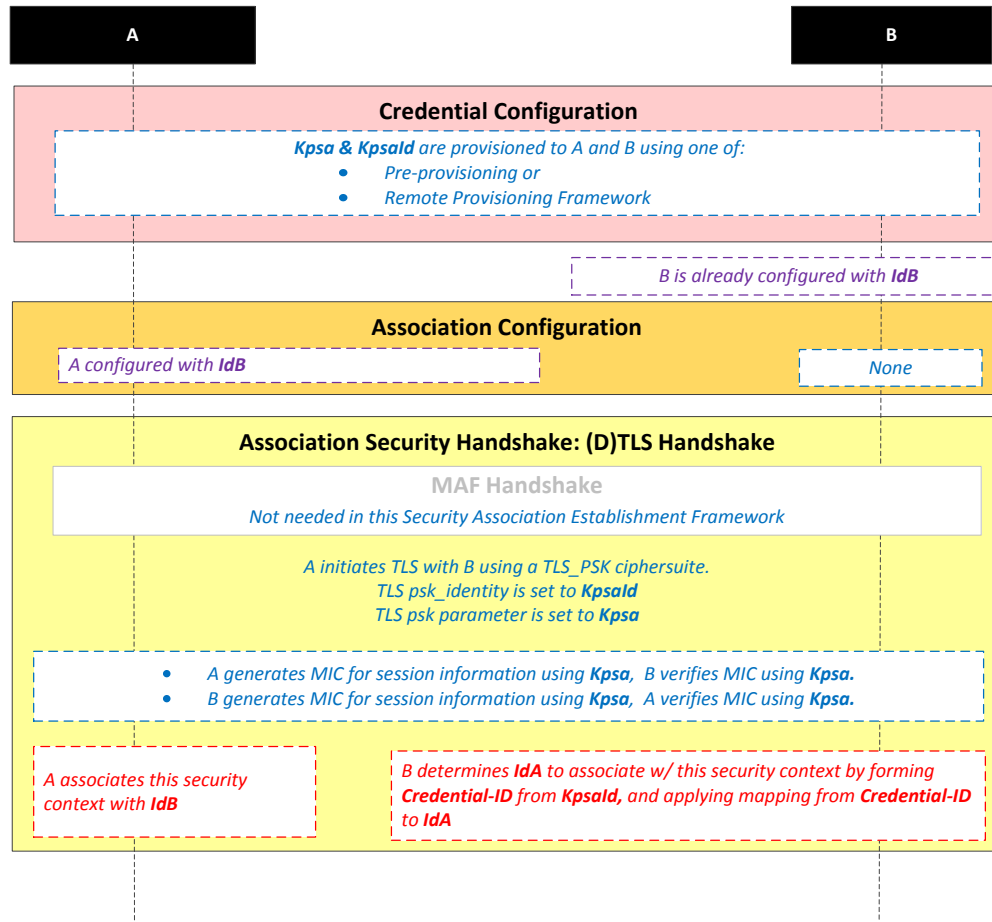 A
B
Credential Configuration
Kpsa & KpsaId are provisioned to A and B using one of:
• Pre-provisioning or
• Remote Provisioning Framework
B is already configured with IdB
Association Configuration
A configured with IdB
None
Association Security Handshake: (D)TLS Handshake
MAF Handshake
Not needed in this Security Association Establishment Framework
A initiates TLS with B using a TLS_PSK ciphersuite.
TLS psk_identity is set to KpsaId
TLS psk parameter is set to Kpsa
• A generates MIC for session information using Kpsa, B verifies MIC using Kpsa.
• B generates MIC for session information using Kpsa, A verifies MIC using Kpsa.
A associates this security
context with IdB
B determines IdA to associate w/ this security context by forming
Credential-ID from KpsaId, and applying mapping from Credential-ID
to IdA